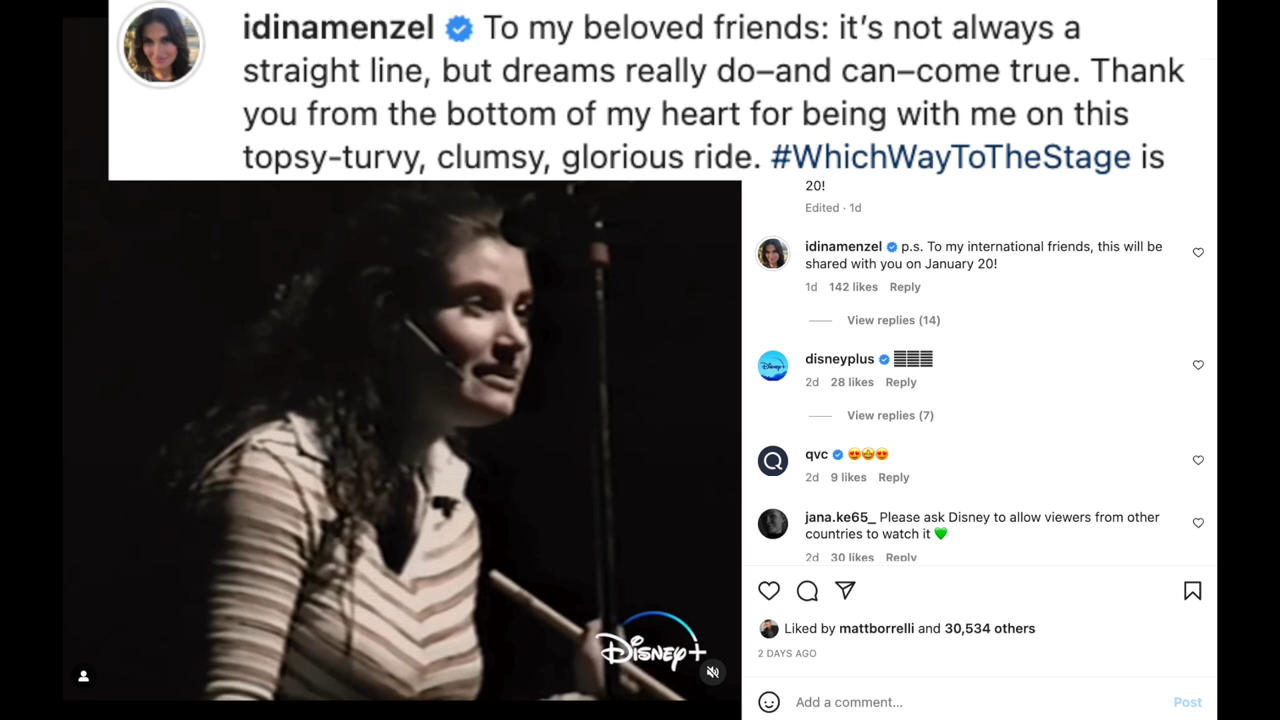 idinamenzel To my beloved friends: it’s not always a
straight line, but dreams really do–and can–come true. Thank
you from the bottom of my heart for being with me on this
topsy-turvy, clumsy, glorious ride. #WhichWayToTheStage is
20!
Edited · 1d
idinamenzel p.s. To my international friends, this will be
shared with you on January 20!
1d 142 likes Reply
View replies (14)
Disney+
disneyplus
2d 28 likes Reply
View replies (7)
Q
qvc 😍🤩😍
2d 9 likes Reply
jana.ke65_ Please ask Disney to allow viewers from other
countries to watch it 💚
2d 30 likes Reply
Disney+
Liked by mattborrelli and 30,534 others
2 DAYS AGO
Add a comment... Post